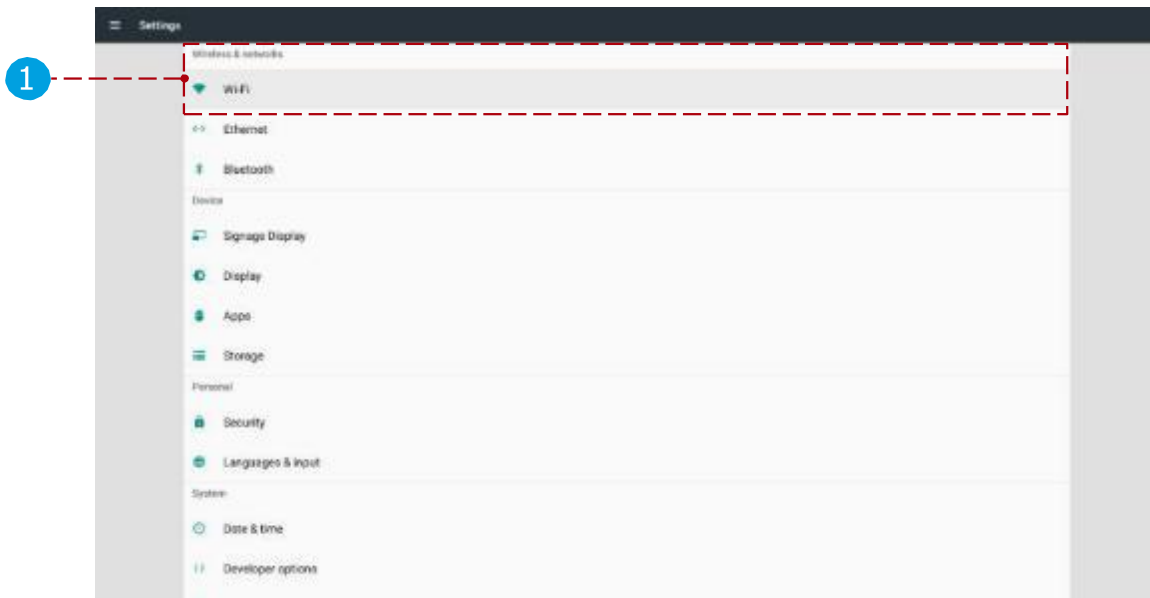 Settings
Wireless & networks
1
Wi-Fi
Ethernet
Bluetooth
Device
Signage Display
Display
Apps
Storage
Personal
Security
Languages & input
System
Date & time
Developer options